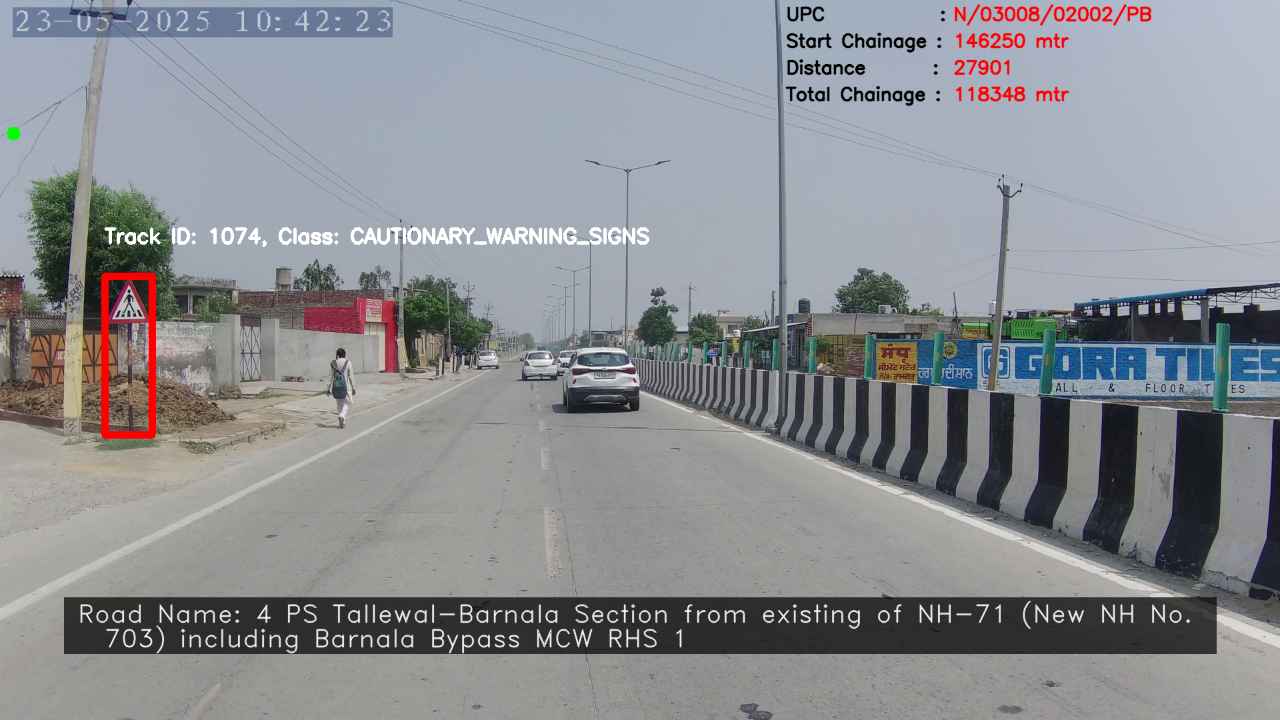 23-05-2025 10:42:23
UPC : N/03008/02002/PB
Start Chainage : 146250 mtr
Distance : 27901
Total Chainage : 118348 mtr
Track ID: 1074, Class: CAUTIONARY_WARNING_SIGNS
ਸੰਧੂ
GORA TILES
WALL & FLOOR TILES
Road Name: 4 PS Tallewal-Barnala Section from existing of NH-71 (New NH No.
703) including Barnala Bypass MCW RHS 1